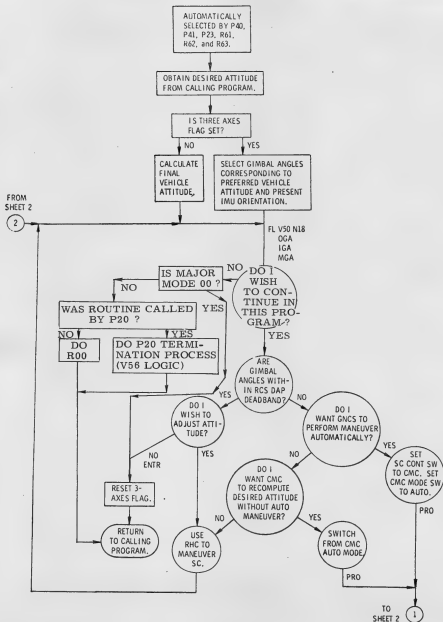 AUTOMATICALLY
SELECTED BY P40,
P41, P23, R61,
R62, and R63.
OBTAIN DESIRED ATTITUDE
FROM CALLING PROGRAM.
IS THREE AXES
FLAG SET?
NO
YES
CALCULATE
FINAL
VEHICLE
ATTITUDE.
SELECT GIMBAL ANGLES
CORRESPONDING TO
PREFERRED VEHICLE
ATTITUDE AND PRESENT
IMU ORIENTATION.
FROM
SHEET 2
2
FL V50 N18
OGA
IGA
MGA
IS MAJOR
MODE 00 ?
NO
DO I
WISH
TO CON-
TINUE IN
THIS PRO-
GRAM ?
NO
YES
YES
WAS ROUTINE CALLED
BY P20 ?
NO
YES
DO
R00
DO P20 TERMI-
NATION PROCESS
(V56 LOGIC)
ARE
GIMBAL
ANGLES WITH-
IN RCS DAP
DEADBAND?
YES
NO
DO I
WISH TO
ADJUST ATTI-
TUDE?
NO
ENTR
YES
DO I
WANT GNCS TO
PERFORM MANEUVER
AUTOMATICALLY?
NO
YES
SET
SC CONT SW
TO CMC. SET
CMC MODE SW
TO AUTO.
PRO
DO I
WANT CMC
TO RECOMPUTE
DESIRED ATTITUDE
WITHOUT AUTO
MANEUVER?
NO
YES
RESET 3-
AXES FLAG.
RETURN
TO CALLING
PROGRAM.
USE
RHC TO
MANEUVER
SC.
SWITCH
FROM CMC
AUTO MODE.
PRO
TO
SHEET 2
1